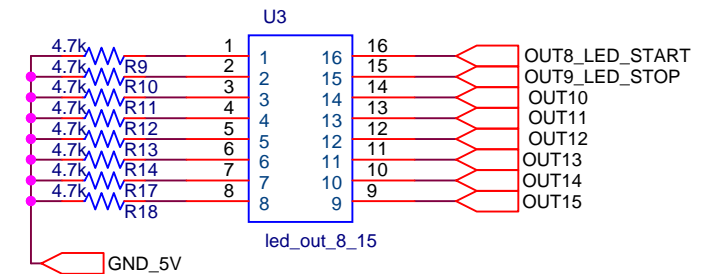 U3
4.7k R9 1 1 16 16 OUT8_LED_START
4.7k R10 2 2 15 15 OUT9_LED_STOP
4.7k R11 3 3 14 14 OUT10
4.7k R12 4 4 13 13 OUT11
4.7k R13 5 5 12 12 OUT12
4.7k R14 6 6 11 11 OUT13
4.7k R17 7 7 10 10 OUT14
4.7k R18 8 8 9 9 OUT15
led_out_8_15
GND_5V